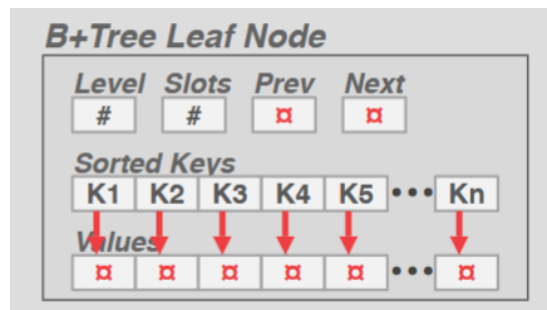 B+Tree Leaf Node
Level Slots Prev Next
# # ¤ ¤
Sorted Keys
K1 K2 K3 K4 K5 ••• Kn
Values
¤ ¤ ¤ ¤ ¤ ••• ¤